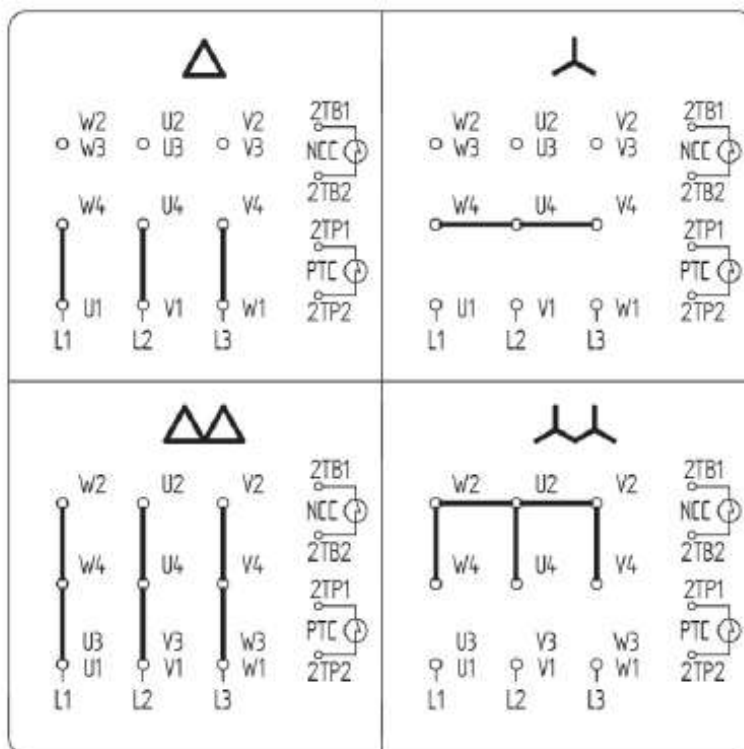 W2 U2 V2 2TB1
W3 U3 V3 NCC
2TB2
W4 U4 V4 2TP1
PTC
U1 V1 W1 2TP2
L1 L2 L3
W2 U2 V2 2TB1
W3 U3 V3 NCC
2TB2
W4 U4 V4 2TP1
PTC
U1 V1 W1 2TP2
L1 L2 L3
W2 U2 V2 2TB1
NCC
2TB2
W4 U4 V4 2TP1
U3 V3 W3 PTC
U1 V1 W1 2TP2
L1 L2 L3
W2 U2 V2 2TB1
NCC
2TB2
W4 U4 V4 2TP1
U3 V3 W3 PTC
U1 V1 W1 2TP2
L1 L2 L3